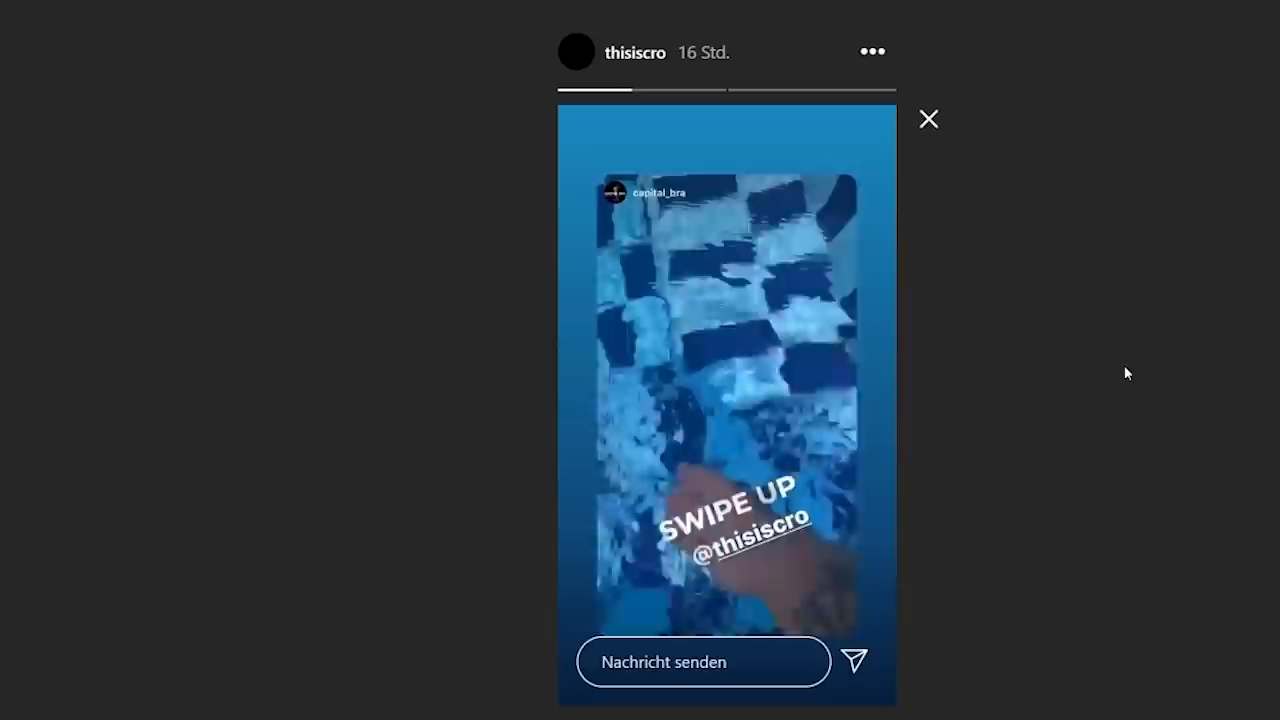 thisiscro 16 Std.
capital_bra
SWIPE UP
@thisiscro
Nachricht senden